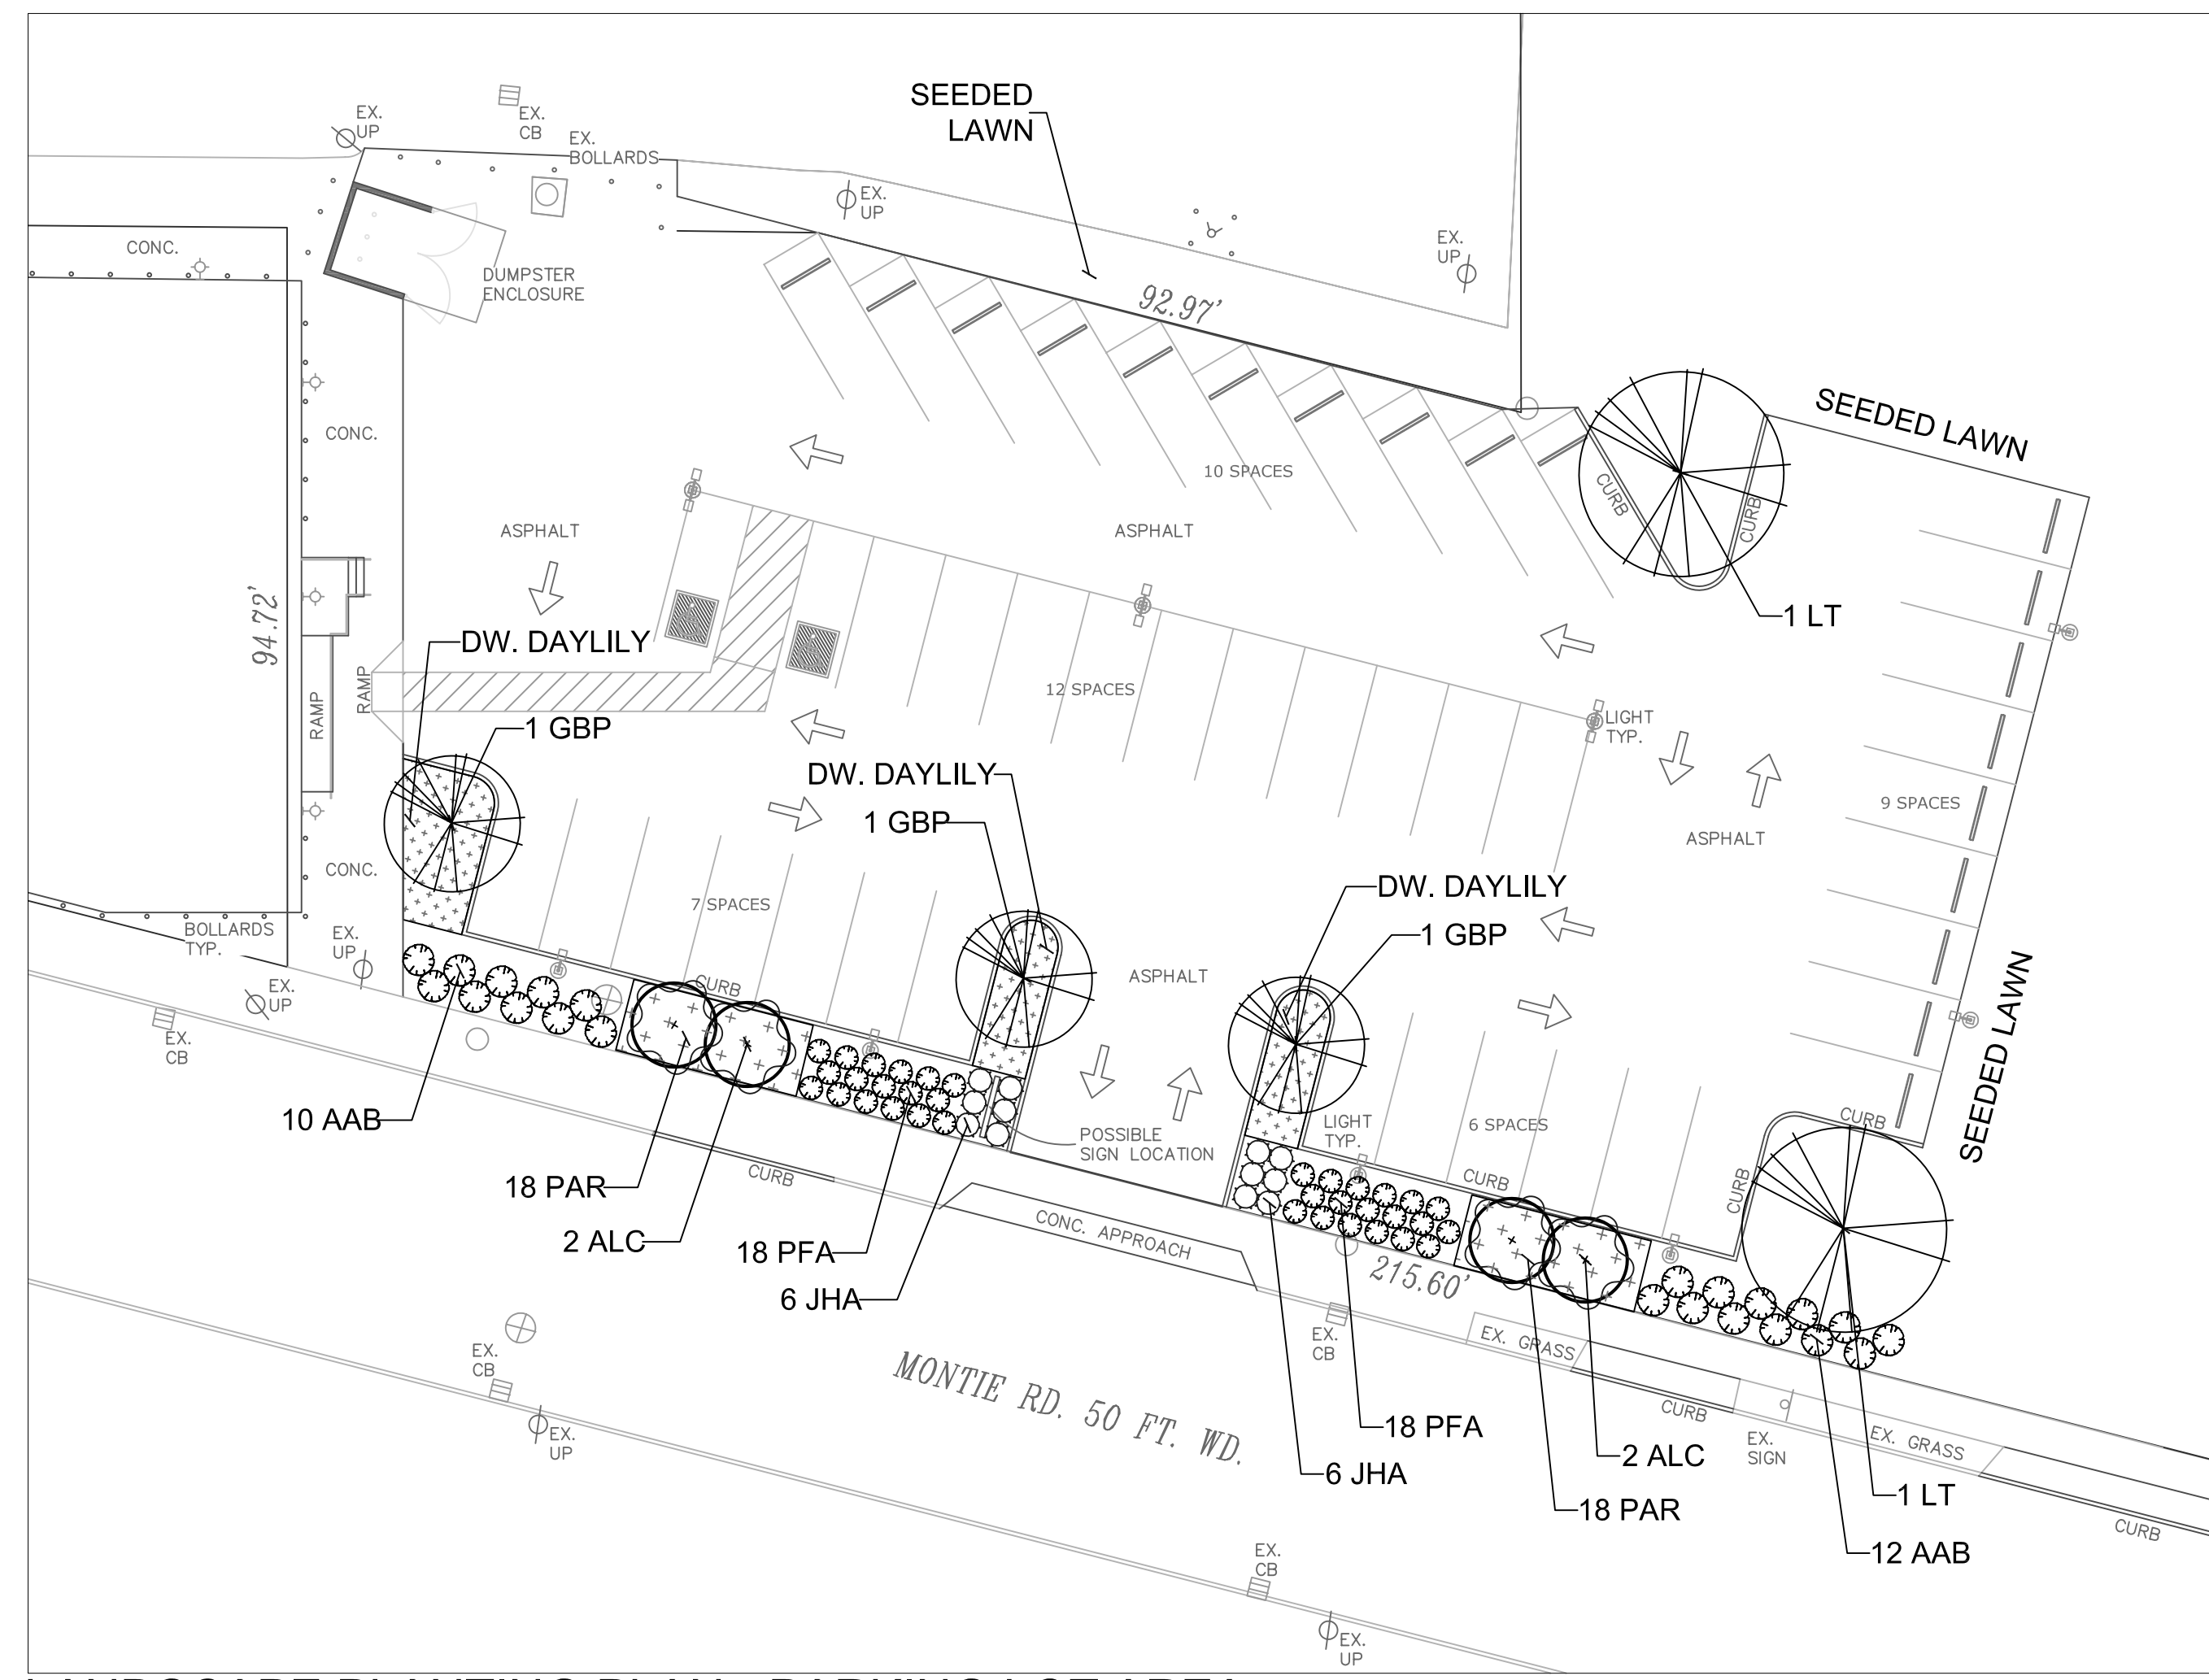 SEEDED
LAWN
EX.
UP
EX.
CB
EX.
BOLLARDS
EX.
UP
EX.
UP
CONC.
DUMPSTER
ENCLOSURE
92.97'
SEEDED LAWN
CONC.
CURB
CURB
10 SPACES
ASPHALT
ASPHALT
94.72'
DW. DAYLILY
1 LT
RAMP
RAMP
12 SPACES
1 GBP
LIGHT
TYP.
DW. DAYLILY
1 GBP
9 SPACES
ASPHALT
CONC.
7 SPACES
DW. DAYLILY
1 GBP
BOLLARDS
TYP.
EX.
UP
EX.
UP
CURB
ASPHALT
SEEDED LAWN
EX.
CB
10 AAB
POSSIBLE
SIGN LOCATION
LIGHT
TYP.
6 SPACES
CURB
CURB
CURB
18 PAR
CURB
2 ALC
18 PFA
6 JHA
CONC. APPROACH
215.60'
EX.
CB
EX.
CB
EX. GRASS
MONTIE RD. 50 FT. WD.
EX.
UP
18 PFA
6 JHA
2 ALC
18 PAR
CURB
EX.
SIGN
EX. GRASS
1 LT
12 AAB
CURB
EX.
CB
EX.
UP